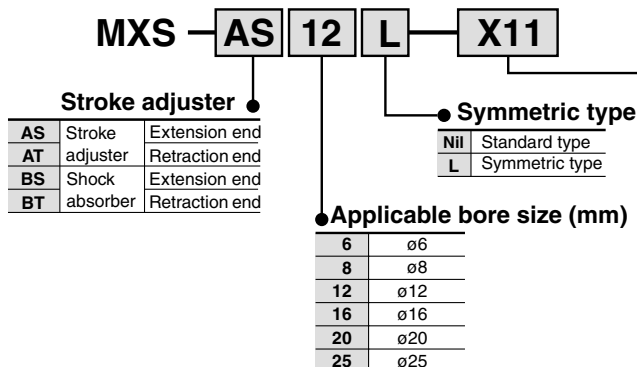 MXS — AS 12 L — X11
Stroke adjuster
AS Stroke adjuster Extension end
AT Retraction end
BS Shock absorber Extension end
BT Retraction end
Symmetric type
Nil Standard type
L Symmetric type
Applicable bore size (mm)
6 ø6
8 ø8
12 ø12
16 ø16
20 ø20
25 ø25